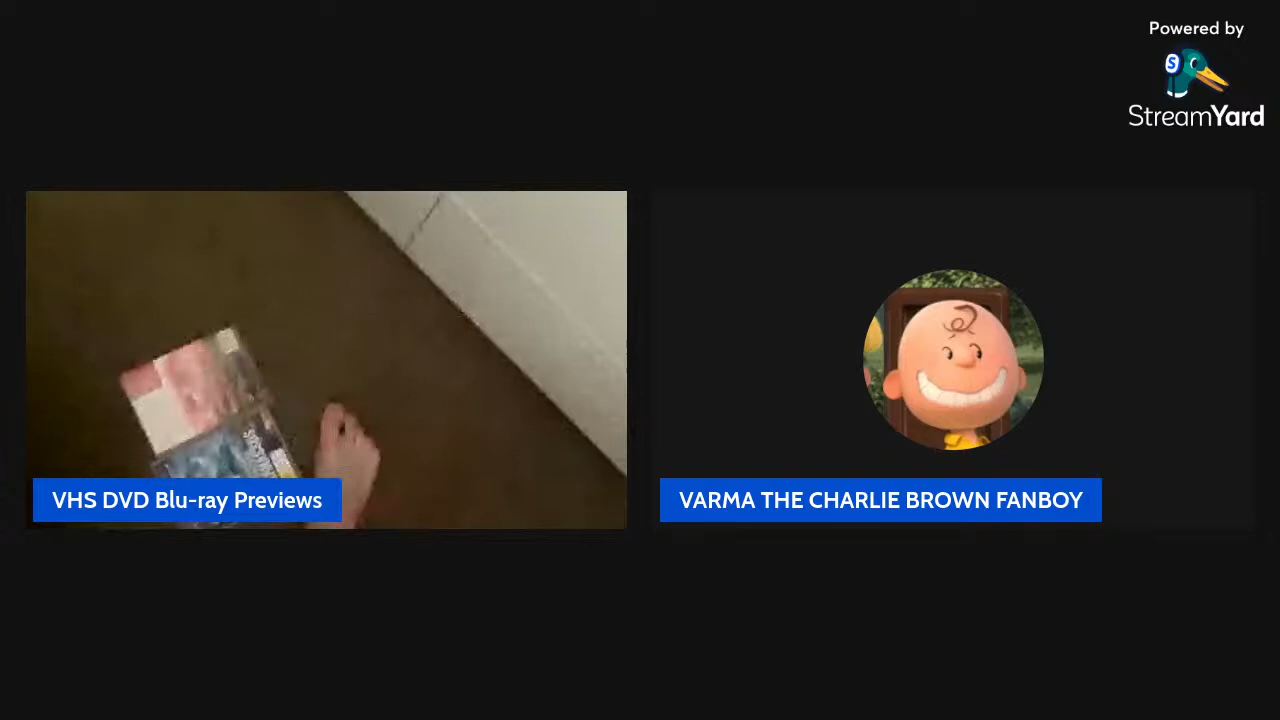 Powered by
S
StreamYard
VHS DVD Blu-ray Previews
VARMA THE CHARLIE BROWN FANBOY